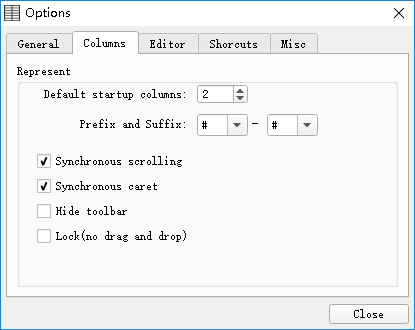 Options
General Columns Editor Shorcuts Misc
Represent
Default startup columns: 2
Prefix and Suffix: # - #
Synchronous scrolling
Synchronous caret
Hide toolbar
Lock(no drag and drop)
Close